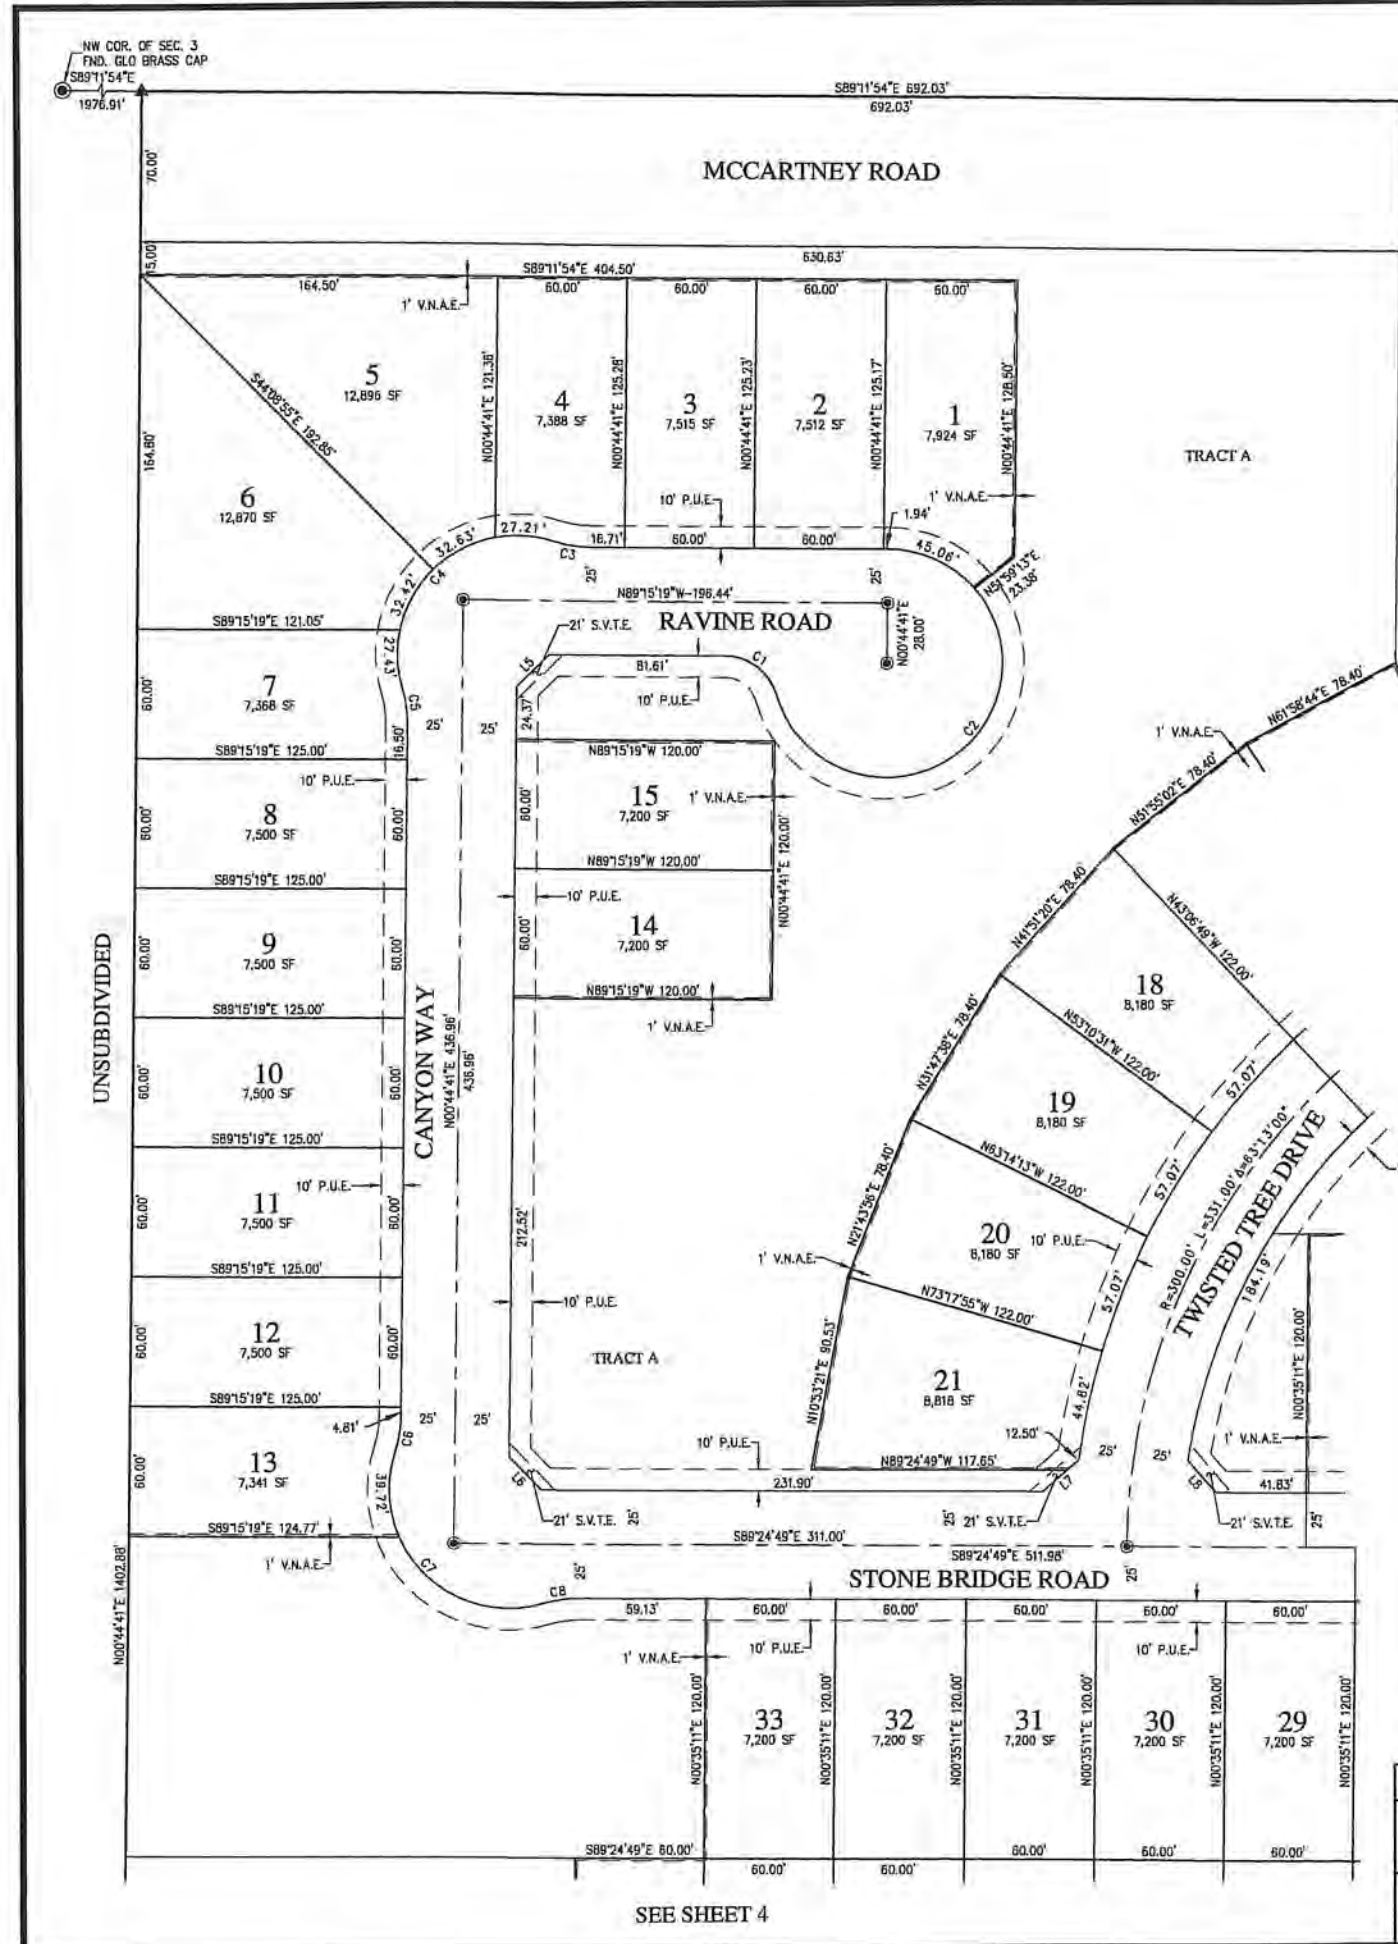 NW COR. OF SEC. 3
FND. GLO BRASS CAP
S89°11'54"E
1976.91'
S89°11'54"E 692.03'
692.03'
70.00'
MCCARTNEY ROAD
15.00'
630.63'
S89°11'54"E 404.50'
164.50'
60.00'
60.00'
60.00'
60.00'
1' V.N.A.E.
S44°08'55"E 192.85'
164.60'
5
12,896 SF
N00°44'41"E 121.36'
4
7,388 SF
N00°44'41"E 125.28'
3
7,515 SF
N00°44'41"E 125.23'
2
7,512 SF
N00°44'41"E 125.17'
1
7,924 SF
N00°44'41"E 128.50'
TRACT A
6
12,870 SF
10' P.U.E.
1' V.N.A.E.
1.94'
32.63'
27.21'
C3
16.71'
60.00'
60.00'
45.06'
N51°59'13"E
23.38'
C4
32.42'
25'
25'
N89°15'19"W-196.44'
RAVINE ROAD
N00°44'41"E
28.00'
S89°15'19"E 121.05'
21' S.V.T.E.
27.43'
L5
81.61'
C1
10' P.U.E.
C2
60.00'
7
7,368 SF
C5
25'
25'
24.37'
16.50'
S89°15'19"E 125.00'
N89°15'19"W 120.00'
10' P.U.E.
N61°58'44"E 78.40'
1' V.N.A.E.
N51°55'02"E 78.40'
60.00'
8
7,500 SF
60.00'
60.00'
15
7,200 SF
1' V.N.A.E.
N00°44'41"E 120.00'
S89°15'19"E 125.00'
N89°15'19"W 120.00'
10' P.U.E.
N41°51'20"E 78.40'
N43°06'49"W 122.00'
UNSUBDIVIDED
60.00'
9
7,500 SF
60.00'
60.00'
14
7,200 SF
S89°15'19"E 125.00'
N89°15'19"W 120.00'
1' V.N.A.E.
18
8,180 SF
N53°10'31"W 122.00'
N31°47'38"E 78.40'
57.07'
60.00'
10
7,500 SF
60.00'
CANYON WAY
N00°44'41"E 436.96'
436.96'
S89°15'19"E 125.00'
19
8,180 SF
N63°14'13"W 122.00'
57.07'
R=300.00' L=331.00' Δ=63°13'00"
TWISTED TREE DRIVE
10' P.U.E.
60.00'
11
7,500 SF
60.00'
212.52'
N21°43'56"E 78.40'
20
8,180 SF
10' P.U.E.
1' V.N.A.E.
N73°17'55"W 122.00'
57.07'
184.19'
S89°15'19"E 125.00'
10' P.U.E.
60.00'
12
7,500 SF
60.00'
TRACT A
N10°53'21"E 90.53'
21
8,818 SF
44.82'
N00°35'11"E 120.00'
S89°15'19"E 125.00'
4.81'
C6
25'
25'
10' P.U.E.
12.50'
25'
25'
1' V.N.A.E.
60.00'
13
7,341 SF
39.72'
L6
N89°24'49"W 117.65'
231.90'
L7
L8
41.83'
S89°15'19"E 124.77'
21' S.V.T.E.
25'
25'
21' S.V.T.E.
21' S.V.T.E.
25'
1' V.N.A.E.
S89°24'49"E 311.00'
S89°24'49"E 511.98'
C7
C8
25'
STONE BRIDGE ROAD
25'
N00°44'41"E 1402.88'
59.13'
60.00'
60.00'
60.00'
60.00'
60.00'
1' V.N.A.E.
10' P.U.E.
10' P.U.E.
N00°35'11"E 120.00'
33
7,200 SF
N00°35'11"E 120.00'
32
7,200 SF
N00°35'11"E 120.00'
31
7,200 SF
N00°35'11"E 120.00'
30
7,200 SF
N00°35'11"E 120.00'
29
7,200 SF
N00°35'11"E 120.00'
S89°24'49"E 60.00'
60.00'
60.00'
60.00'
60.00'
60.00'
SEE SHEET 4